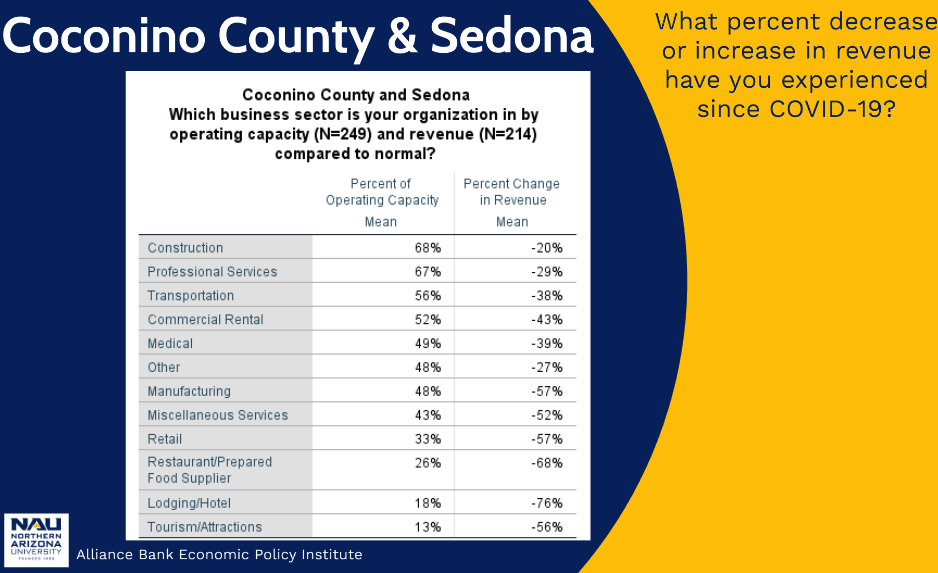 Coconino County & Sedona
What percent decrease
or increase in revenue
have you experienced
since COVID-19?
Coconino County and Sedona
Which business sector is your organization in by
operating capacity (N=249) and revenue (N=214)
compared to normal?
Percent of Percent Change
Operating Capacity in Revenue
Mean Mean
Construction 68% -20%
Professional Services 67% -29%
Transportation 56% -38%
Commercial Rental 52% -43%
Medical 49% -39%
Other 48% -27%
Manufacturing 48% -57%
Miscellaneous Services 43% -52%
Retail 33% -57%
Restaurant/Prepared 26% -68%
Food Supplier
Lodging/Hotel 18% -76%
Tourism/Attractions 13% -56%
NAU
NORTHERN
ARIZONA
UNIVERSITY
FOUNDED 1899
Alliance Bank Economic Policy Institute